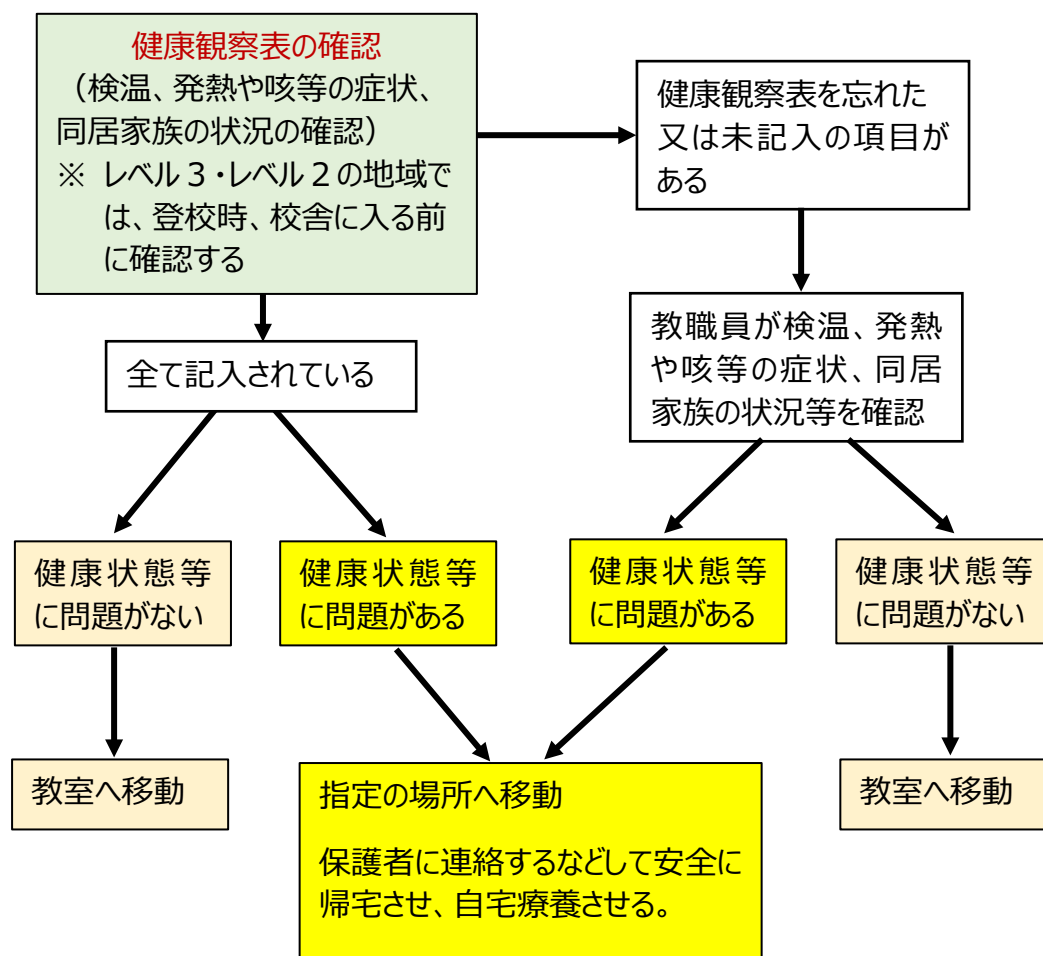 健康観察表の確認
（検温、発熱や咳等の症状、
同居家族の状況の確認）
※ レベル３・レベル２の地域で
は、登校時、校舎に入る前
に確認する
健康観察表を忘れた
又は未記入の項目が
ある
全て記入されている
教職員が検温、発熱
や咳等の症状、同居
家族の状況等を確認
健康状態等
に問題がない
健康状態等
に問題がある
健康状態等
に問題がある
健康状態等
に問題がない
教室へ移動
指定の場所へ移動
保護者に連絡するなどして安全に
帰宅させ、自宅療養させる。
教室へ移動